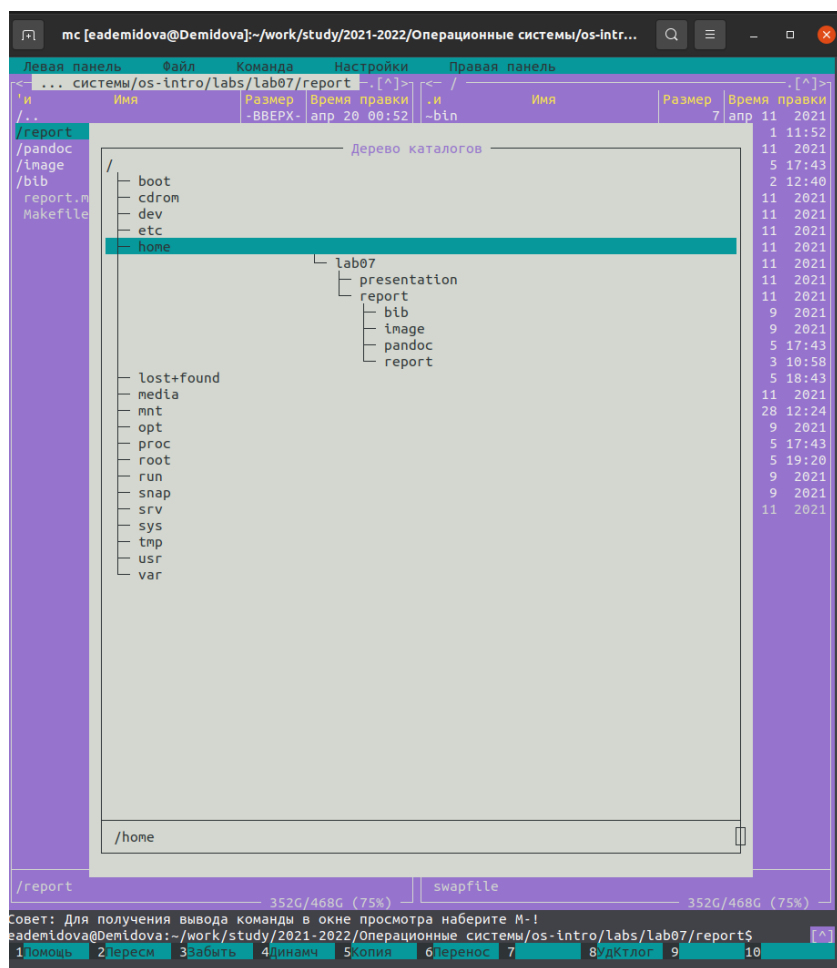 mc [eademidova@Demidova]:~/work/study/2021-2022/Операционные системы/os-intr...
Левая панель Файл Команда Настройки Правая панель
<─ ... системы/os-intro/labs/lab07/report ─.[^]> <─ / ─.[^]>
'и Имя Размер Время правки .и Имя Размер Время правки
/.. -ВВЕРХ- апр 20 00:52 ~bin 7 апр 11 2021
/report 1 11:52
/pandoc Дерево каталогов 11 2021
/image / 5 17:43
/bib boot 2 12:40
report.m cdrom 11 2021
Makefile dev 11 2021
etc 11 2021
home 11 2021
lab07 11 2021
presentation 11 2021
report 11 2021
bib 9 2021
image 9 2021
pandoc 5 17:43
report 3 10:58
lost+found 5 18:43
media 11 2021
mnt 28 12:24
opt 9 2021
proc 5 17:43
root 5 19:20
run 9 2021
snap 9 2021
srv 11 2021
sys
tmp
usr
var
/home
/report swapfile
352G/468G (75%) 352G/468G (75%)
Совет: Для получения вывода команды в окне просмотра наберите M-!
eademidova@Demidova:~/work/study/2021-2022/Операционные системы/os-intro/labs/lab07/report$ [^]
1Помощь 2Пересм 3Забыть 4Динамч 5Копия 6Перенос 7 8УдКтлог 9 10